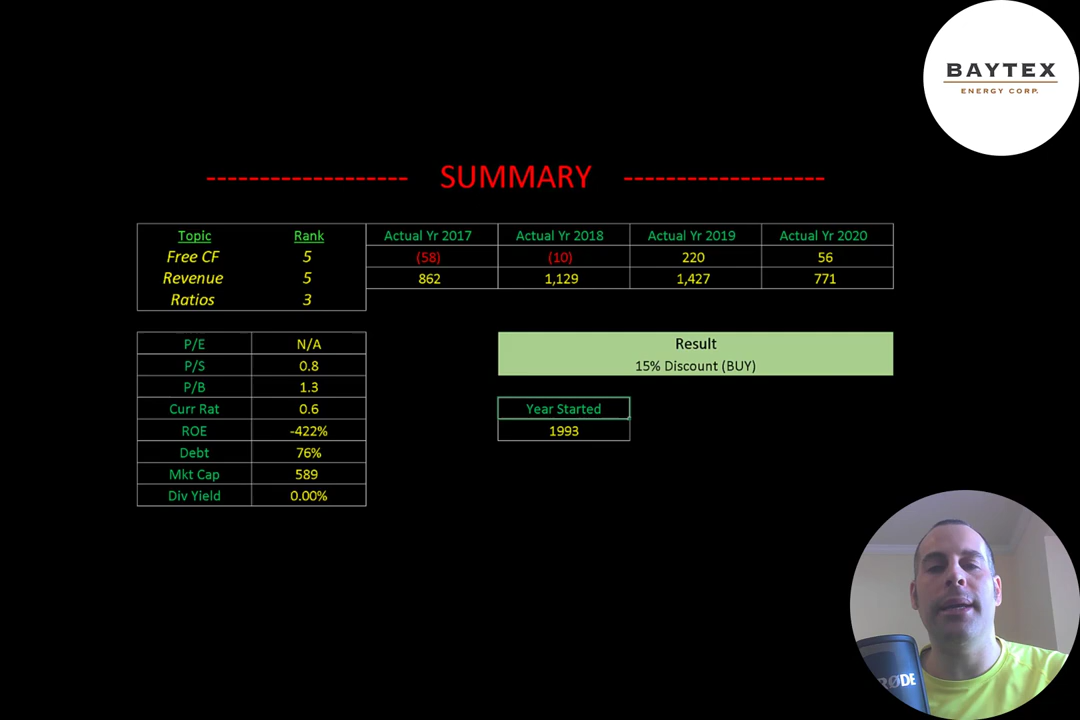 BAYTEX
ENERGY CORP.
------------------- SUMMARY -------------------
Topic Rank Actual Yr 2017 Actual Yr 2018 Actual Yr 2019 Actual Yr 2020
Free CF 5 (58) (10) 220 56
Revenue 5 862 1,129 1,427 771
Ratios 3
P/E N/A Result
P/S 0.8 15% Discount (BUY)
P/B 1.3
Curr Rat 0.6 Year Started
ROE -422% 1993
Debt 76%
Mkt Cap 589
Div Yield 0.00%
RØDE